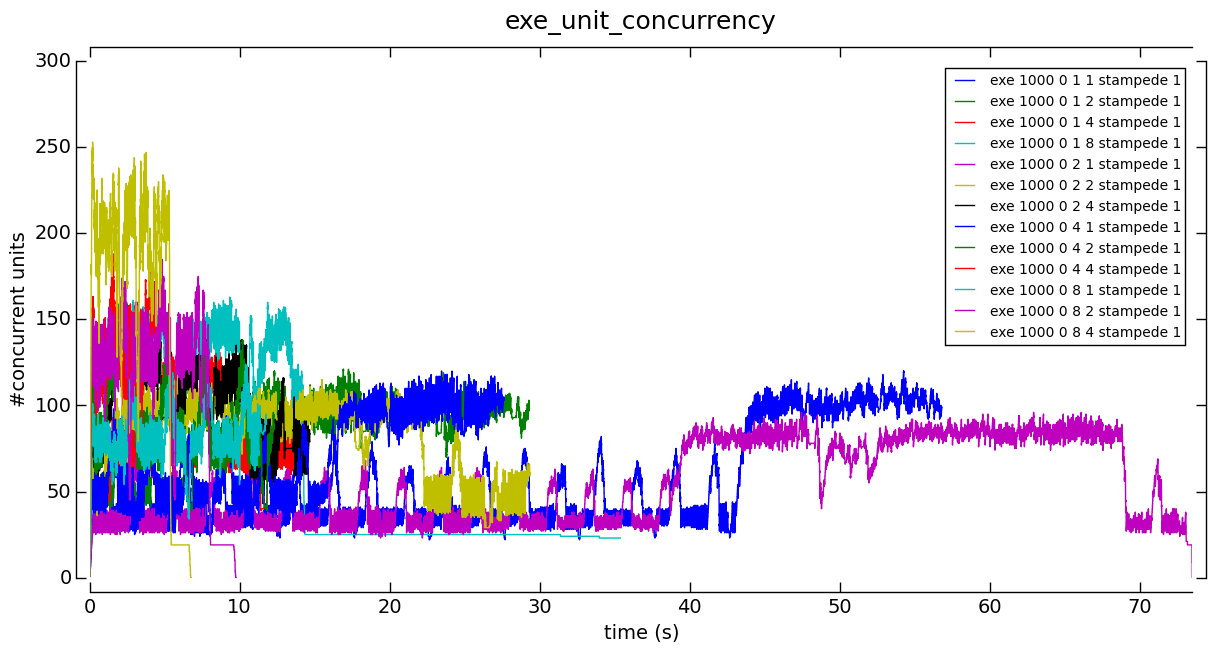 exe_unit_concurrency
300
250
200
150
100
50
0
#concurrent units
0 10 20 30 40 50 60 70
time (s)
exe 1000 0 1 1 stampede 1
exe 1000 0 1 2 stampede 1
exe 1000 0 1 4 stampede 1
exe 1000 0 1 8 stampede 1
exe 1000 0 2 1 stampede 1
exe 1000 0 2 2 stampede 1
exe 1000 0 2 4 stampede 1
exe 1000 0 4 1 stampede 1
exe 1000 0 4 2 stampede 1
exe 1000 0 4 4 stampede 1
exe 1000 0 8 1 stampede 1
exe 1000 0 8 2 stampede 1
exe 1000 0 8 4 stampede 1